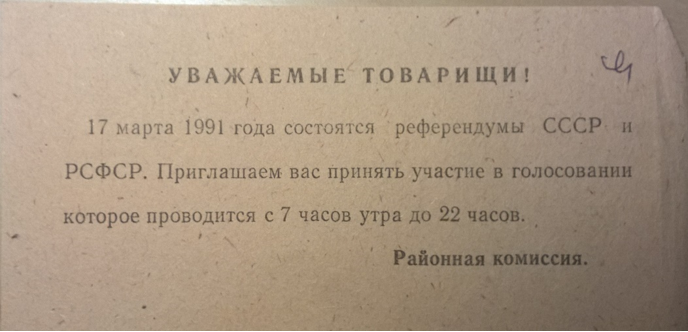 УВАЖАЕМЫЕ ТОВАРИЩИ!
17 марта 1991 года состоятся референдумы СССР и
РСФСР. Приглашаем вас принять участие в голосовании
которое проводится с 7 часов утра до 22 часов.
Районная комиссия.